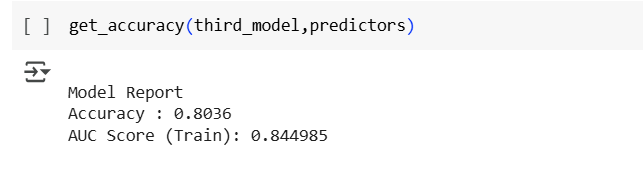 [ ] get_accuracy(third_model,predictors)
Model Report
Accuracy : 0.8036
AUC Score (Train): 0.844985